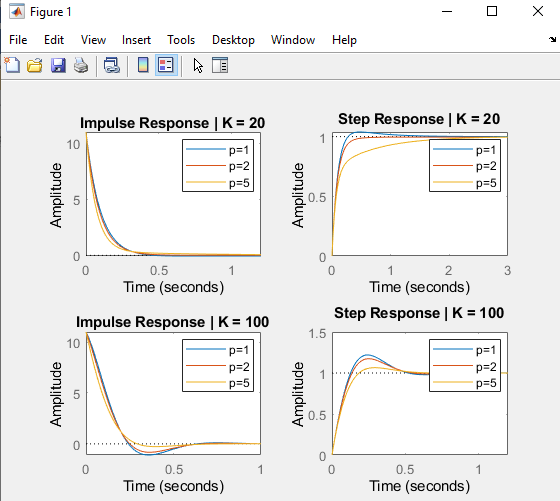 Figure 1
File Edit View Insert Tools Desktop Window Help
Impulse Response | K = 20
Amplitude
10
5
0
p=1
p=2
p=5
0 0.5 1
Time (seconds)
Step Response | K = 20
Amplitude
1
0.5
0
p=1
p=2
p=5
0 1 2 3
Time (seconds)
Impulse Response | K = 100
Amplitude
10
5
0
p=1
p=2
p=5
0 0.5 1
Time (seconds)
Step Response | K = 100
Amplitude
1.5
1
0.5
0
p=1
p=2
p=5
0 0.5 1
Time (seconds)